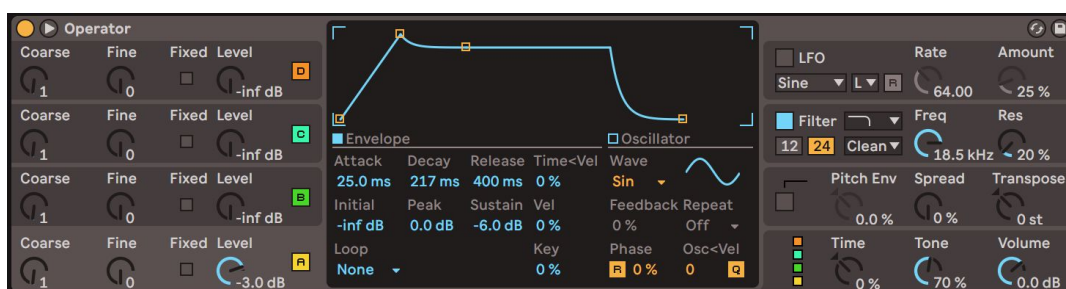 Operator
Coarse Fine Fixed Level
1 0 -inf dB D
Coarse Fine Fixed Level
1 0 -inf dB C
Coarse Fine Fixed Level
1 0 -inf dB B
Coarse Fine Fixed Level
1 0 -3.0 dB A
Envelope Oscillator
Attack Decay Release Time<Vel Wave
25.0 ms 217 ms 400 ms 0 % Sin
Initial Peak Sustain Vel Feedback Repeat
-inf dB 0.0 dB -6.0 dB 0 % 0 % Off
Loop Key Phase Osc<Vel
None 0 % R 0 % 0 Q
LFO Rate Amount
Sine L R 64.00 25 %
Filter Freq Res
12 24 Clean 18.5 kHz 20 %
Pitch Env Spread Transpose
0.0 % 0 % 0 st
Time Tone Volume
0 % 70 % 0.0 dB